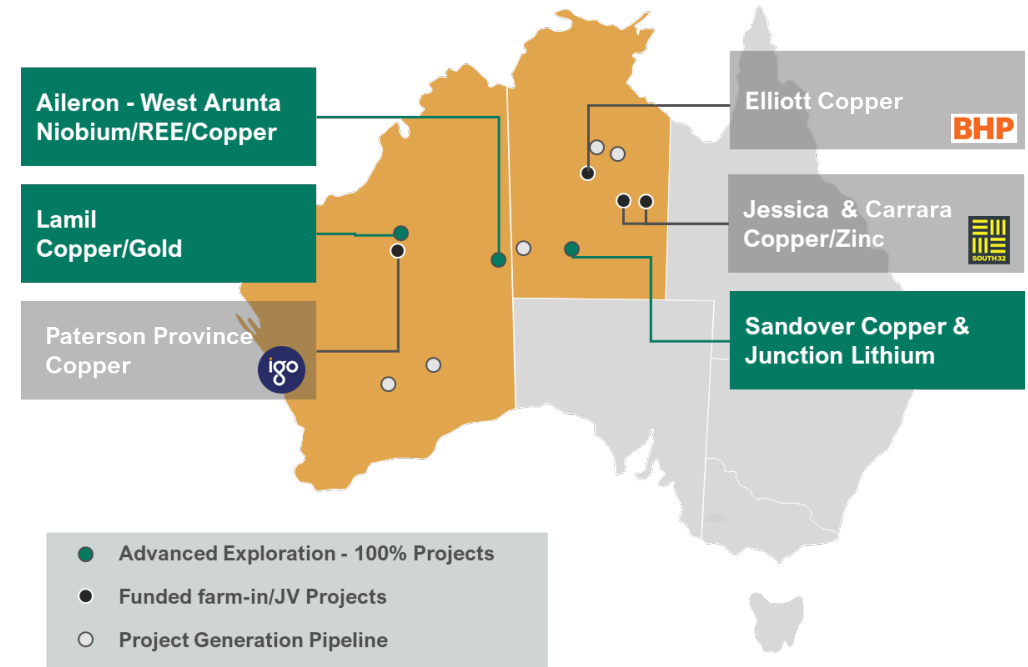 Aileron - West Arunta
Niobium/REE/Copper
Lamil
Copper/Gold
Paterson Province
Copper
igo
Elliott Copper
BHP
Jessica & Carrara
Copper/Zinc
SOUTH32
Sandover Copper &
Junction Lithium
Advanced Exploration - 100% Projects
Funded farm-in/JV Projects
Project Generation Pipeline